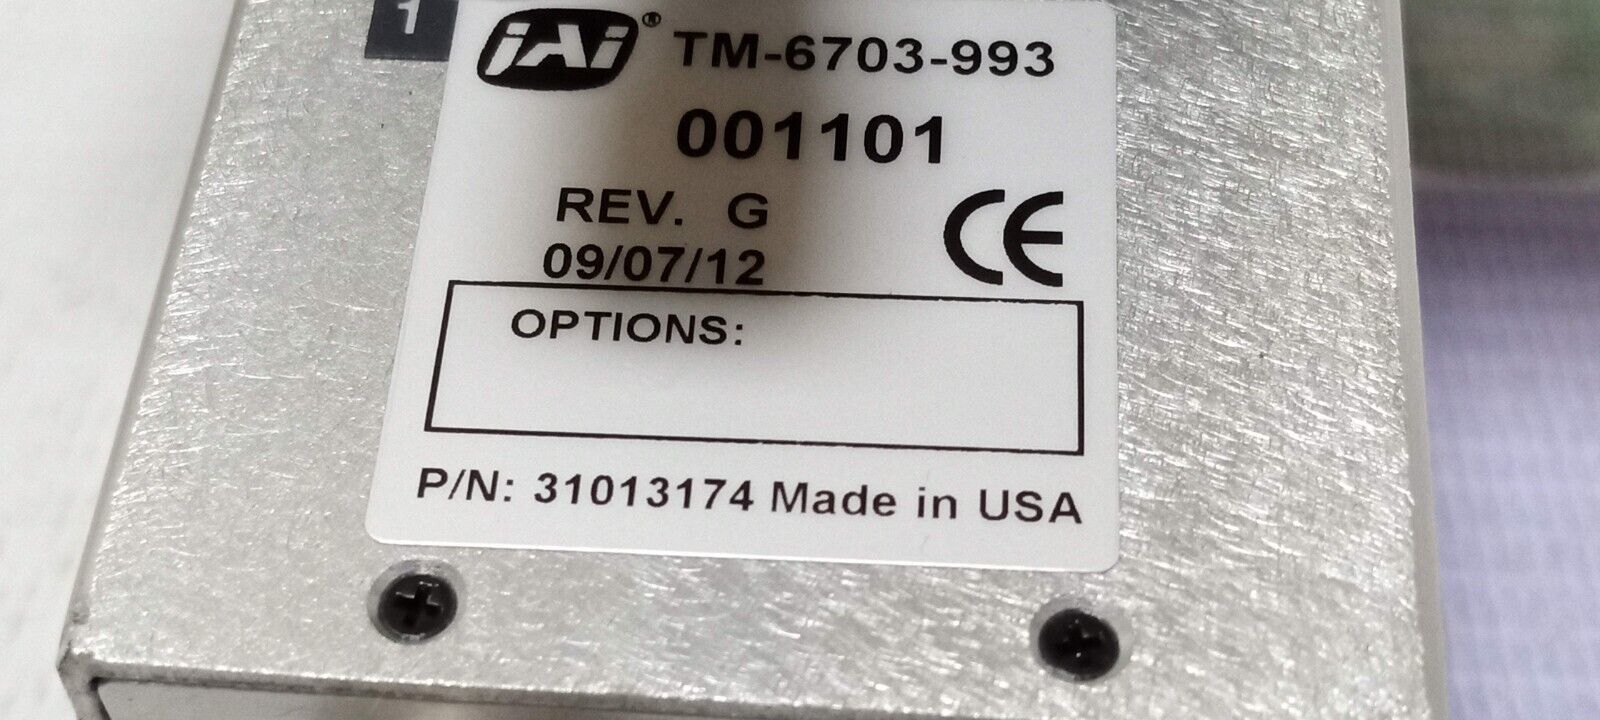 1
JAi® TM-6703-993
001101
REV. G
09/07/12
CE
OPTIONS:
P/N: 31013174 Made in USA